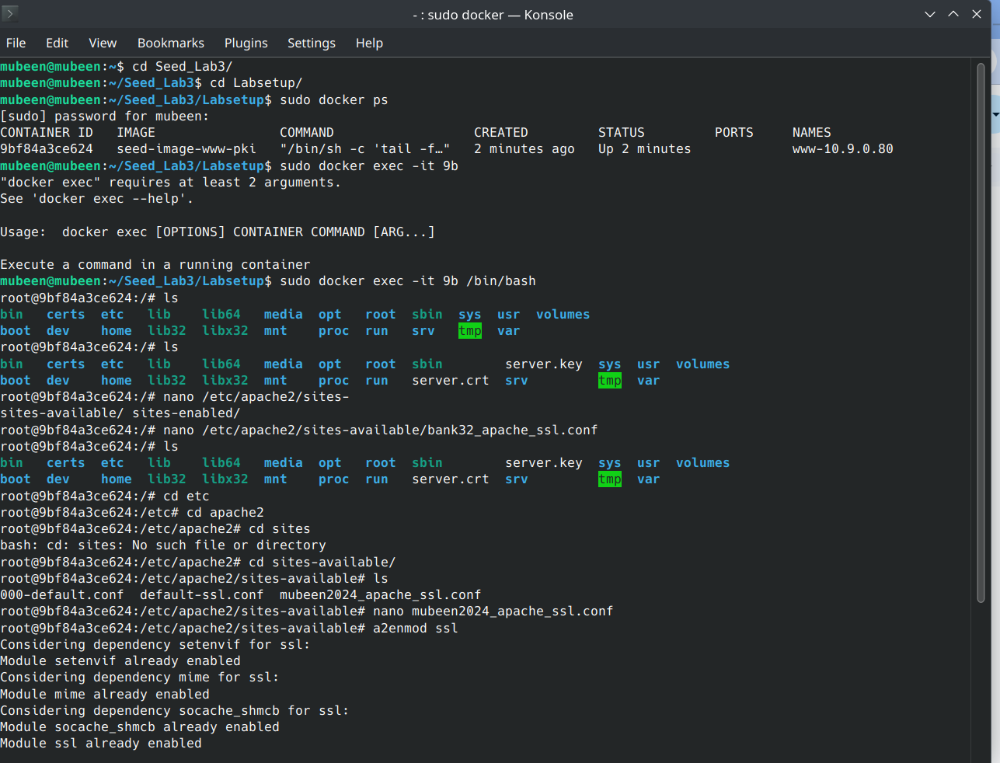 - : sudo docker — Konsole
File Edit View Bookmarks Plugins Settings Help
mubeen@mubeen:~$ cd Seed_Lab3/
mubeen@mubeen:~/Seed_Lab3$ cd Labsetup/
mubeen@mubeen:~/Seed_Lab3/Labsetup$ sudo docker ps
[sudo] password for mubeen:
CONTAINER ID   IMAGE                COMMAND                  CREATED         STATUS         PORTS     NAMES
9bf84a3ce624   seed-image-www-pki   "/bin/sh -c 'tail -f…"   2 minutes ago   Up 2 minutes             www-10.9.0.80
mubeen@mubeen:~/Seed_Lab3/Labsetup$ sudo docker exec -it 9b
"docker exec" requires at least 2 arguments.
See 'docker exec --help'.
Usage:  docker exec [OPTIONS] CONTAINER COMMAND [ARG...]
Execute a command in a running container
mubeen@mubeen:~/Seed_Lab3/Labsetup$ sudo docker exec -it 9b /bin/bash
root@9bf84a3ce624:/# ls
bin   certs  etc   lib    lib64   media  opt   root  sbin  sys  usr  volumes
boot  dev    home  lib32  libx32  mnt    proc  run   srv   tmp  var
root@9bf84a3ce624:/# ls
bin   certs  etc   lib    lib64   media  opt   root  sbin        server.key  sys  usr  volumes
boot  dev    home  lib32  libx32  mnt    proc  run   server.crt  srv         tmp  var
root@9bf84a3ce624:/# nano /etc/apache2/sites-
sites-available/ sites-enabled/
root@9bf84a3ce624:/# nano /etc/apache2/sites-available/bank32_apache_ssl.conf
root@9bf84a3ce624:/# ls
bin   certs  etc   lib    lib64   media  opt   root  sbin        server.key  sys  usr  volumes
boot  dev    home  lib32  libx32  mnt    proc  run   server.crt  srv         tmp  var
root@9bf84a3ce624:/# cd etc
root@9bf84a3ce624:/etc# cd apache2
root@9bf84a3ce624:/etc/apache2# cd sites
bash: cd: sites: No such file or directory
root@9bf84a3ce624:/etc/apache2# cd sites-available/
root@9bf84a3ce624:/etc/apache2/sites-available# ls
000-default.conf  default-ssl.conf  mubeen2024_apache_ssl.conf
root@9bf84a3ce624:/etc/apache2/sites-available# nano mubeen2024_apache_ssl.conf
root@9bf84a3ce624:/etc/apache2/sites-available# a2enmod ssl
Considering dependency setenvif for ssl:
Module setenvif already enabled
Considering dependency mime for ssl:
Module mime already enabled
Considering dependency socache_shmcb for ssl:
Module socache_shmcb already enabled
Module ssl already enabled